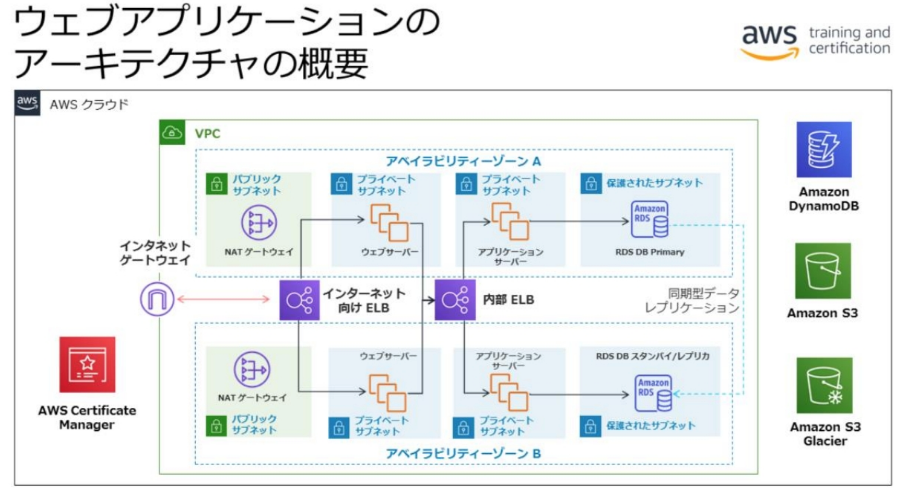 ウェブアプリケーションの
アーキテクチャの概要
aws training and
certification
aws AWS クラウド
VPC
アベイラビリティーゾーン A
パブリック
サブネット
NAT ゲートウェイ
プライベート
サブネット
ウェブサーバー
プライベート
サブネット
アプリケーション
サーバー
保護されたサブネット
Amazon
RDS
RDS DB Primary
インタネット
ゲートウェイ
インターネット
向け ELB
内部 ELB
同期型データ
レプリケーション
NAT ゲートウェイ
パブリック
サブネット
ウェブサーバー
プライベート
サブネット
アプリケーション
サーバー
プライベート
サブネット
RDS DB スタンバイ/レプリカ
Amazon
RDS
保護されたサブネット
アベイラビリティーゾーン B
AWS Certificate
Manager
Amazon
DynamoDB
Amazon S3
Amazon S3
Glacier